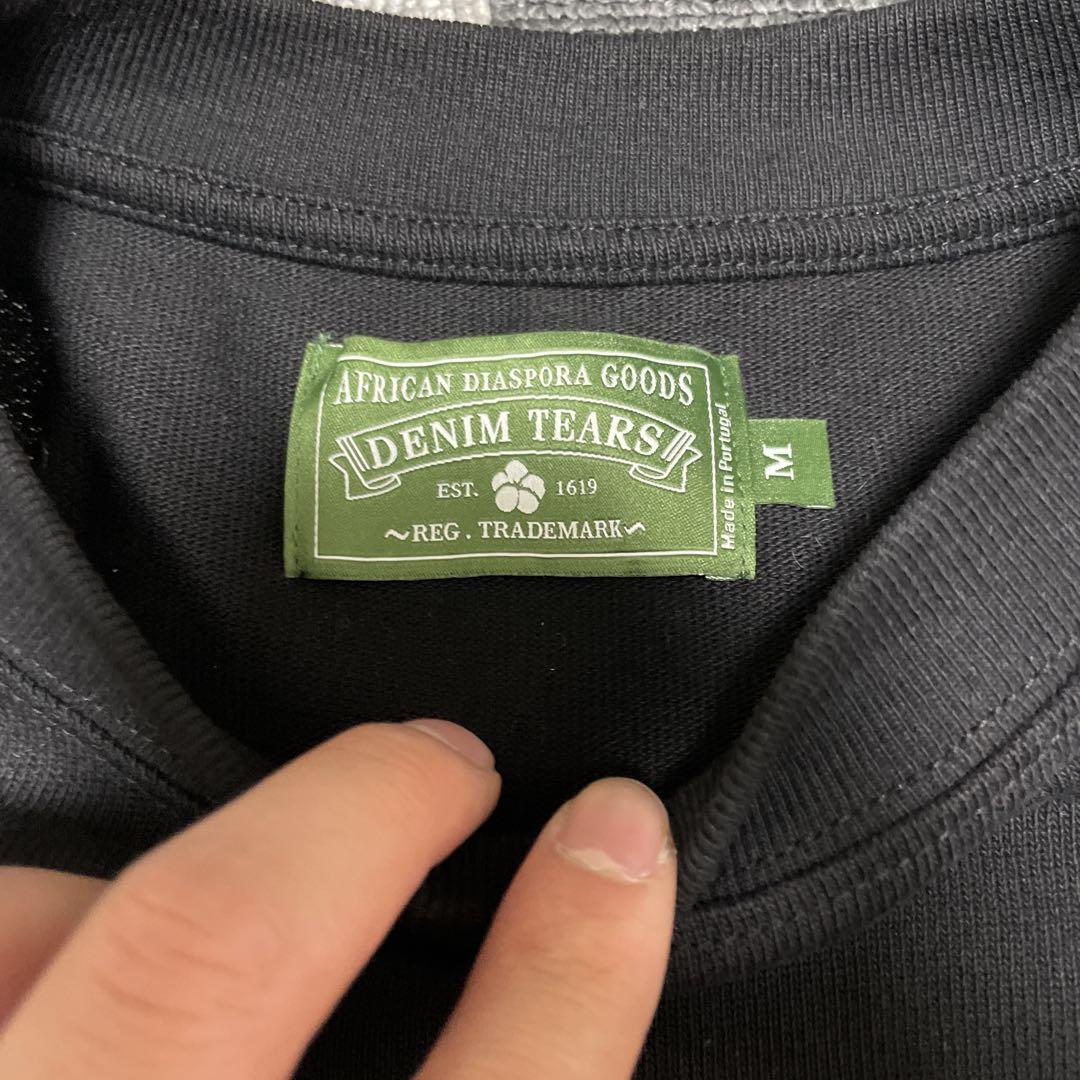 AFRICAN DIASPORA GOODS
DENIM TEARS
EST. 1619
~REG. TRADEMARK~
Made in Portugal
M